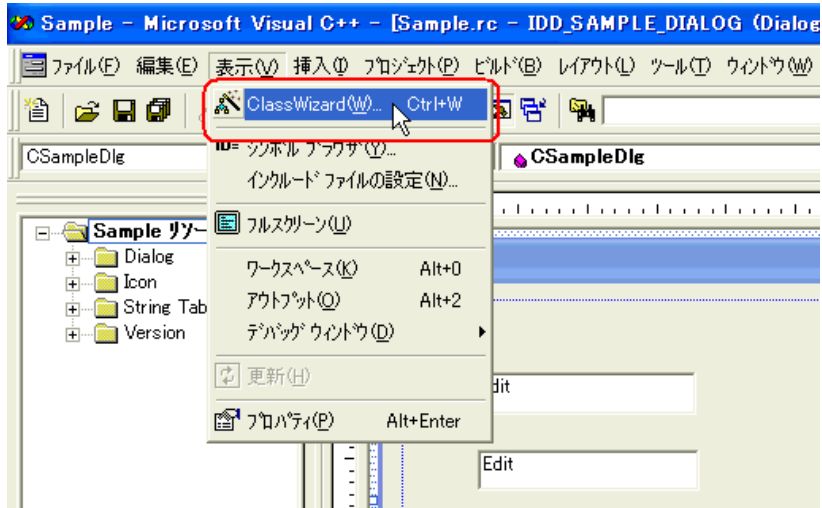 Sample - Microsoft Visual C++ - [Sample.rc - IDD_SAMPLE_DIALOG (Dialog
ファイル(F) 編集(E) 表示(V) 挿入(I) プロジェクト(P) ビルド(B) レイアウト(L) ツール(T) ウィンドウ(W)
ClassWizard(W)... Ctrl+W
CSampleDlg
ID= シンボル ブラウザ(Y)...
CSampleDlg
インクルード ファイルの設定(N)...
Sample リソー
フルスクリーン(U)
Dialog
Icon
ワークスペース(K) Alt+0
String Tab
アウトプット(O) Alt+2
Version
デバッグ ウィンドウ(D)
更新(H)
dit
プロパティ(P) Alt+Enter
Edit